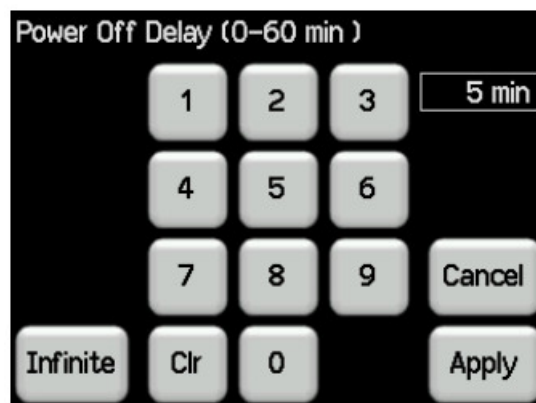 Power Off Delay (0-60 min )
1 2 3 5 min
4 5 6
7 8 9 Cancel
Infinite Clr 0 Apply